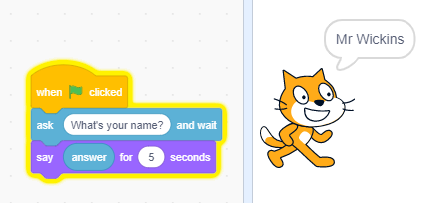 when clicked
ask What's your name? and wait
say answer for 5 seconds
Mr Wickins